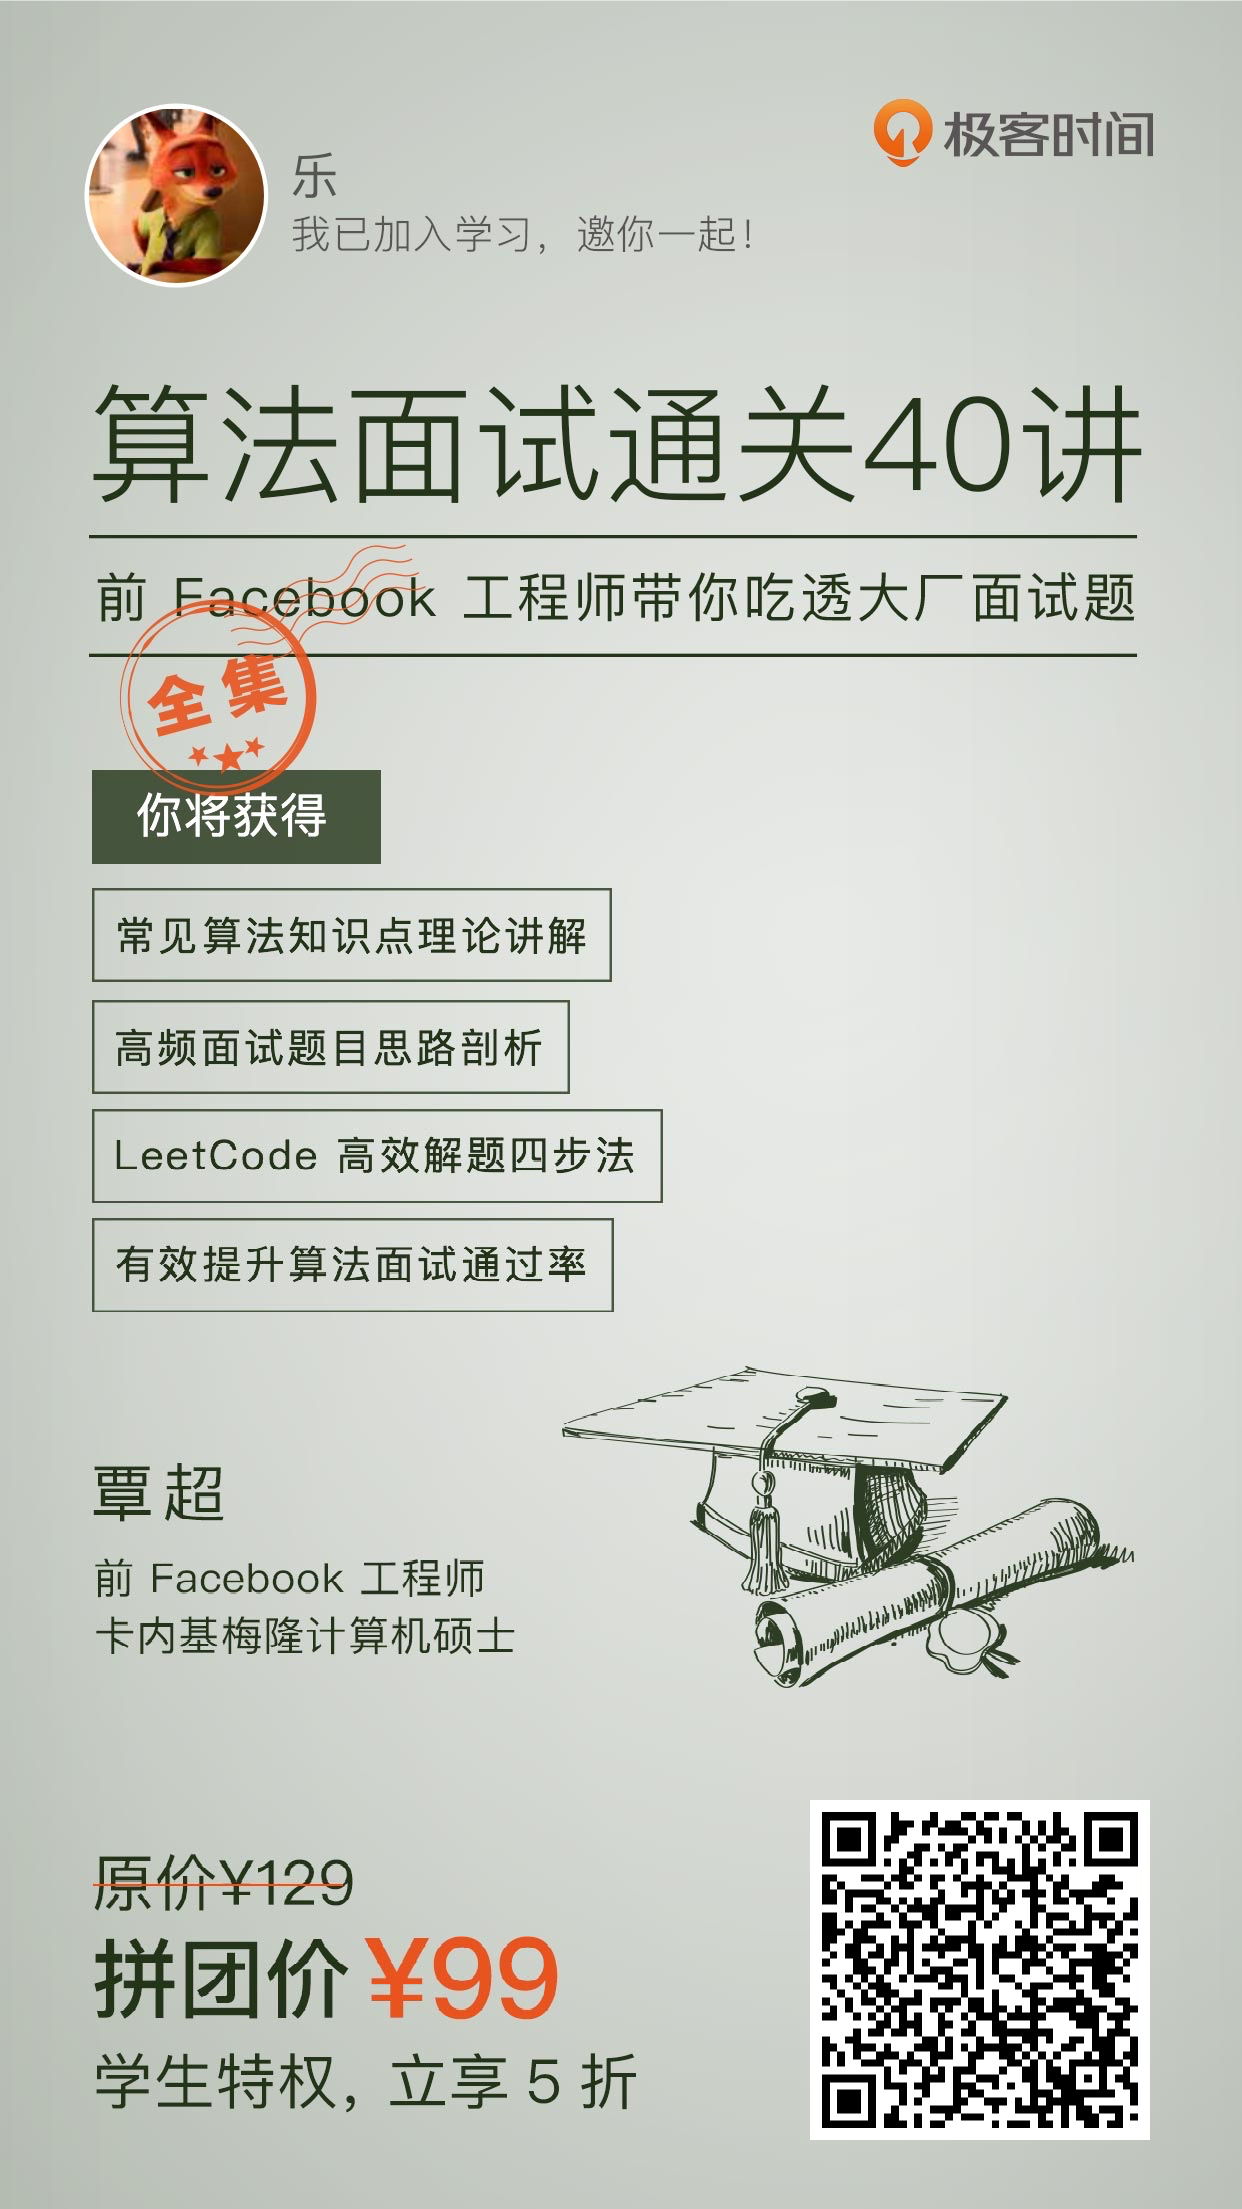 极客时间
乐
我已加入学习，邀你一起！
算法面试通关40讲
前 Facebook 工程师带你吃透大厂面试题
全集
你将获得
常见算法知识点理论讲解
高频面试题目思路剖析
LeetCode 高效解题四步法
有效提升算法面试通过率
覃超
前 Facebook 工程师
卡内基梅隆计算机硕士
原价¥129
拼团价¥99
学生特权，立享 5 折